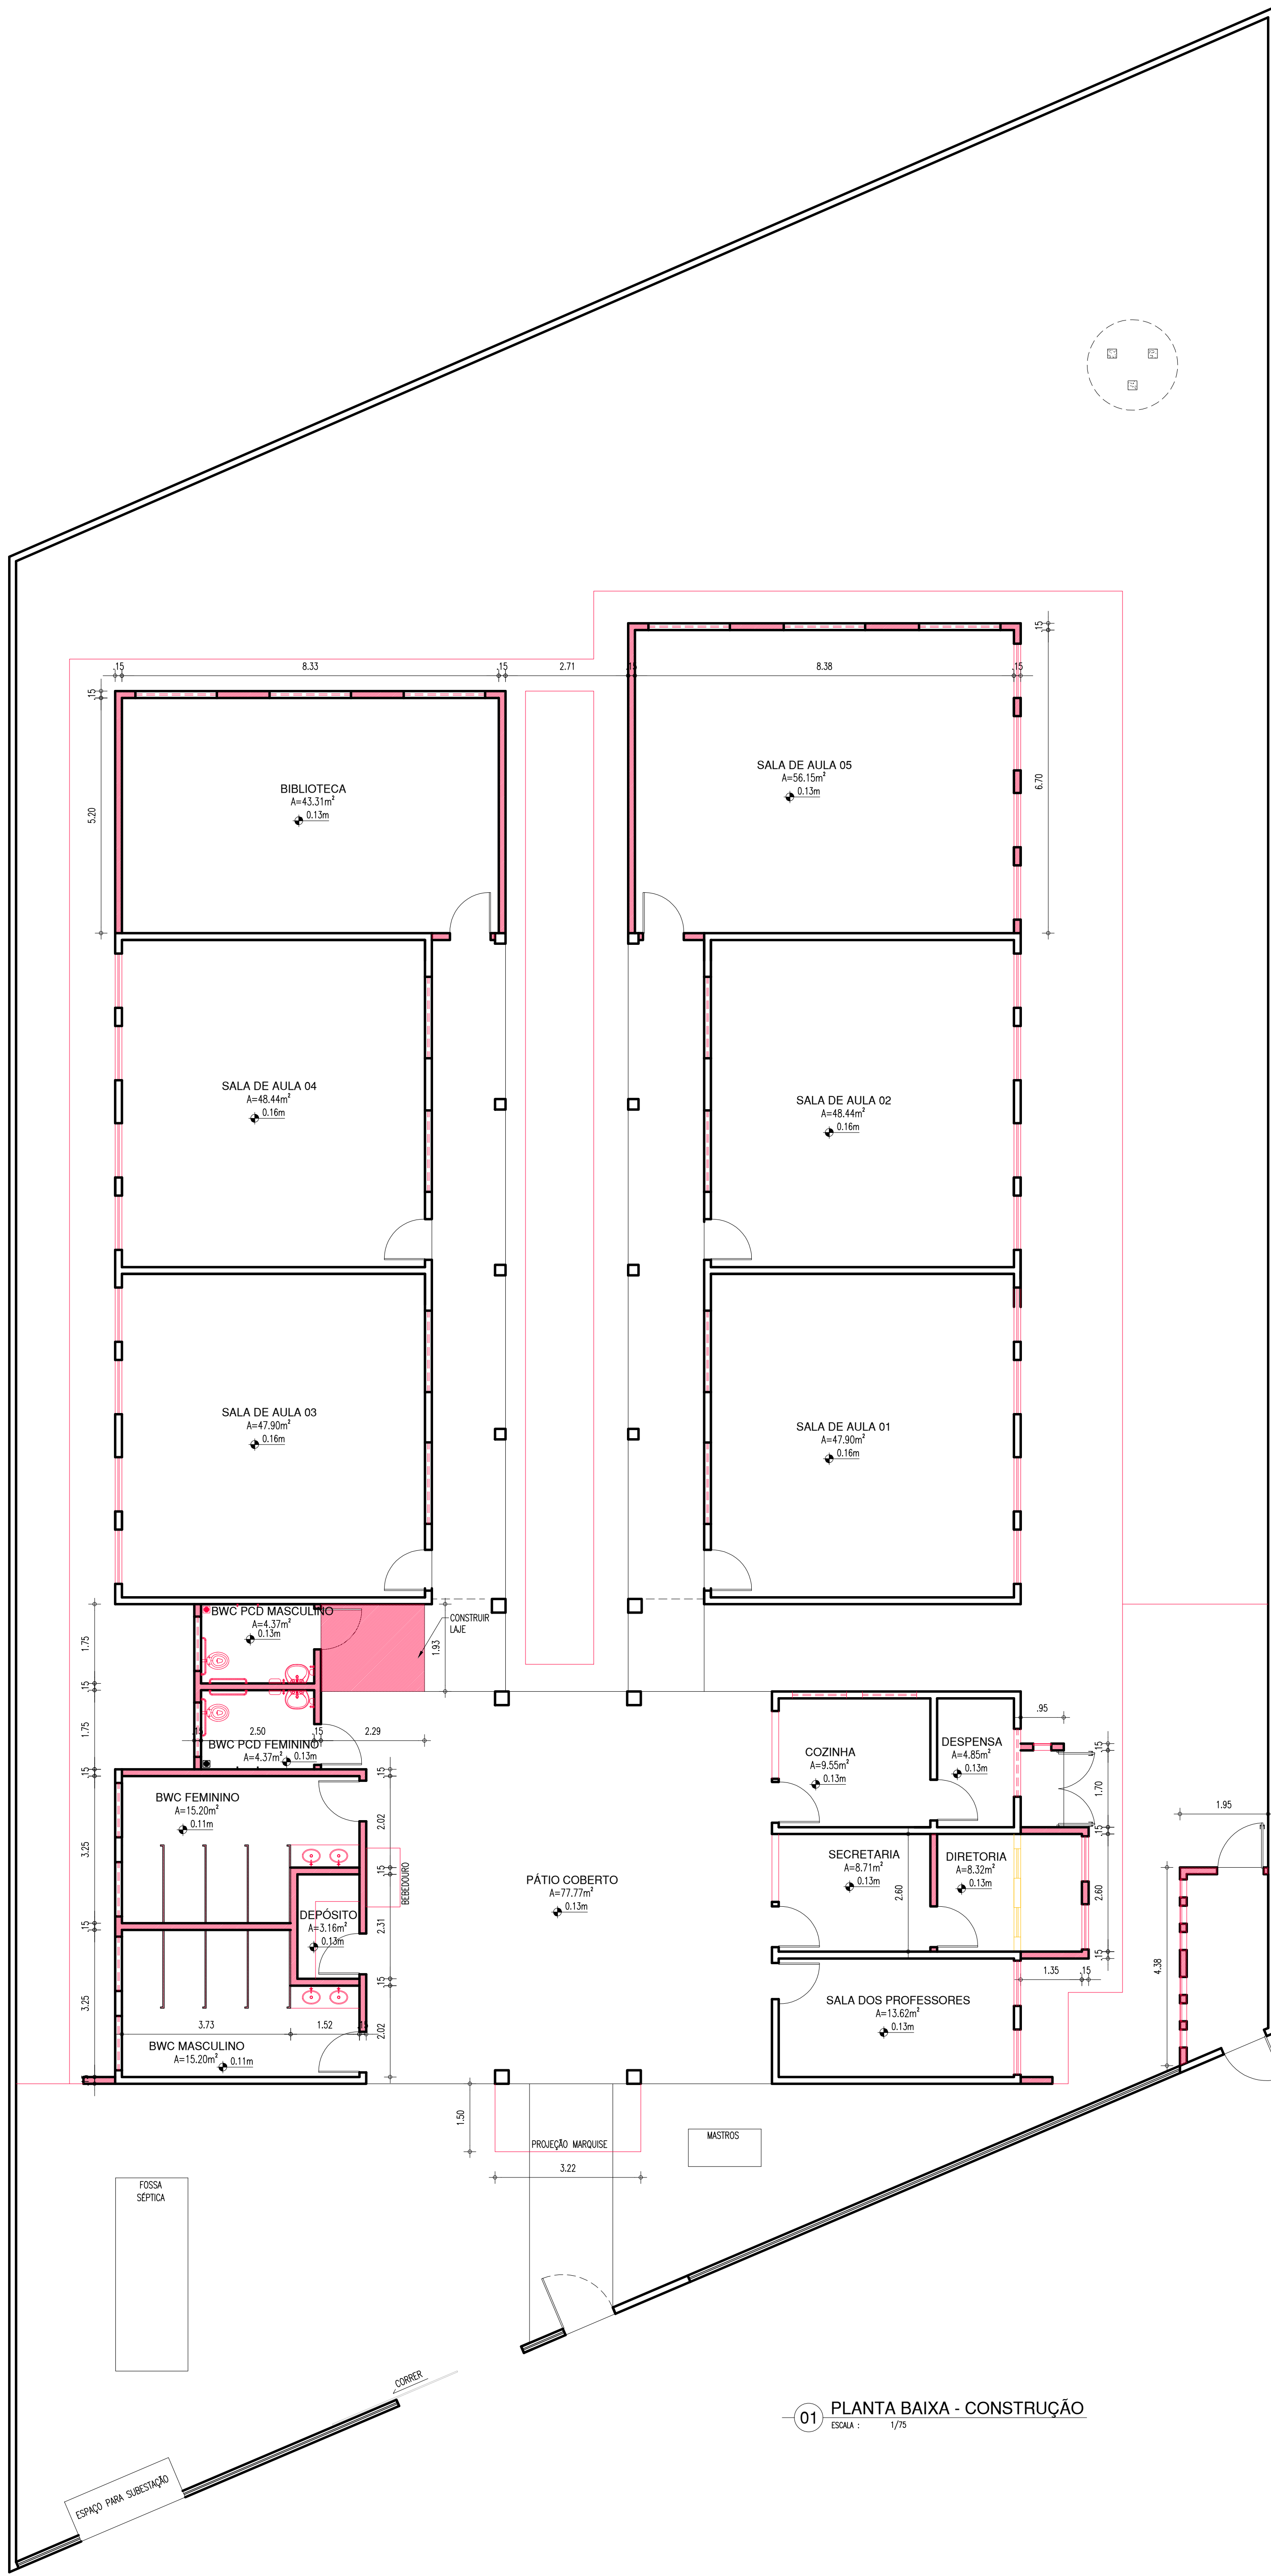 .15
.15
8.33
.15
2.71
.15
8.38
.15
.15
5.20
6.70
SALA DE AULA 05
A=56.15m²
0.13m
BIBLIOTECA
A=43.31m²
0.13m
SALA DE AULA 04
A=48.44m²
0.16m
SALA DE AULA 02
A=48.44m²
0.16m
SALA DE AULA 03
A=47.90m²
0.16m
SALA DE AULA 01
A=47.90m²
0.16m
BWC PCD MASCULINO
A=4.37m²
0.13m
CONSTRUIR
LAJE
1.75
1.93
.15
1.75
.15
2.50
.15
2.29
BWC PCD FEMININO
A=4.37m²
0.13m
.95
COZINHA
A=9.55m²
0.13m
DESPENSA
A=4.85m²
0.13m
.15
1.70
.15
.15
.15
BWC FEMININO
A=15.20m²
0.11m
2.02
3.25
.15
1.95
BEBEDOURO
PÁTIO COBERTO
A=77.77m²
0.13m
SECRETARIA
A=8.71m²
0.13m
DIRETORIA
A=8.32m²
0.13m
2.60
2.60
DEPÓSITO
A=3.16m²
0.13m
.15
2.31
.15
.15
4.38
1.35
.15
3.25
3.73
1.52
.15
2.02
SALA DOS PROFESSORES
A=13.62m²
0.13m
BWC MASCULINO
A=15.20m²
0.11m
1.50
PROJEÇÃO MARQUISE
3.22
MASTROS
FOSSA
SÉPTICA
CORRER
ESPAÇO PARA SUBESTAÇÃO
01
PLANTA BAIXA - CONSTRUÇÃO
ESCALA : 1/75